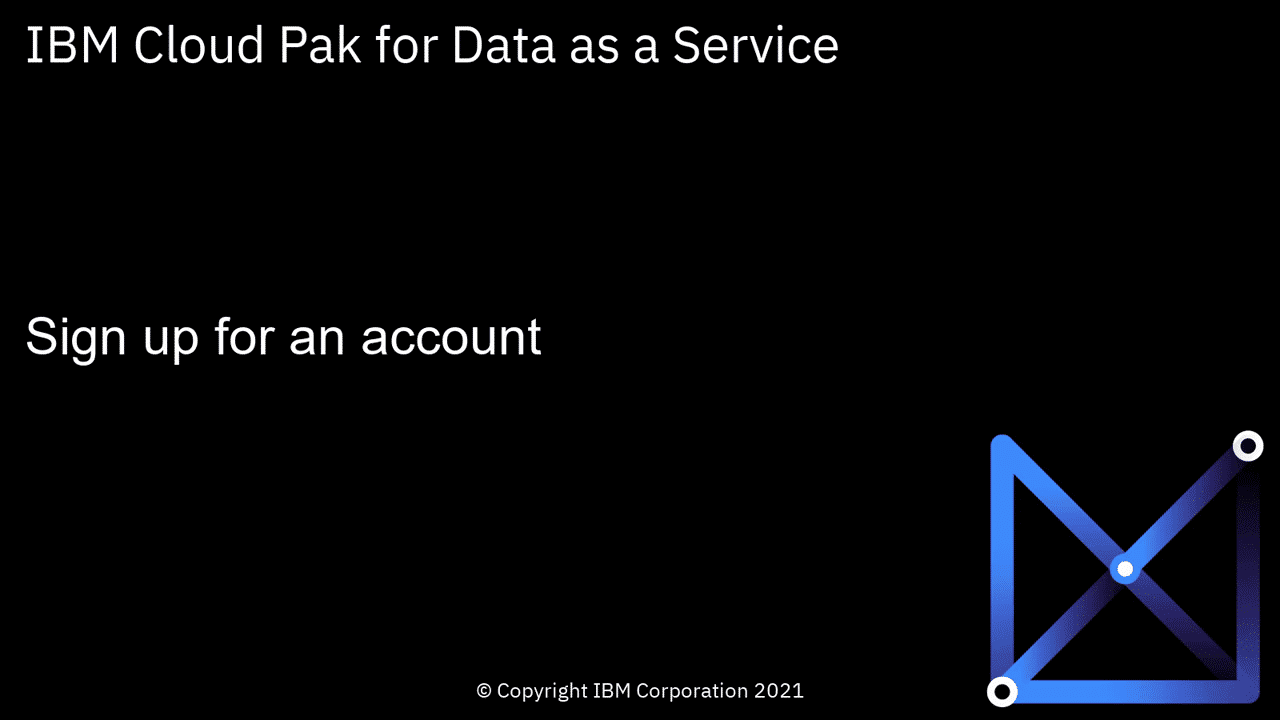 IBM Cloud Pak for Data as a Service
Sign up for an account
© Copyright IBM Corporation 2021